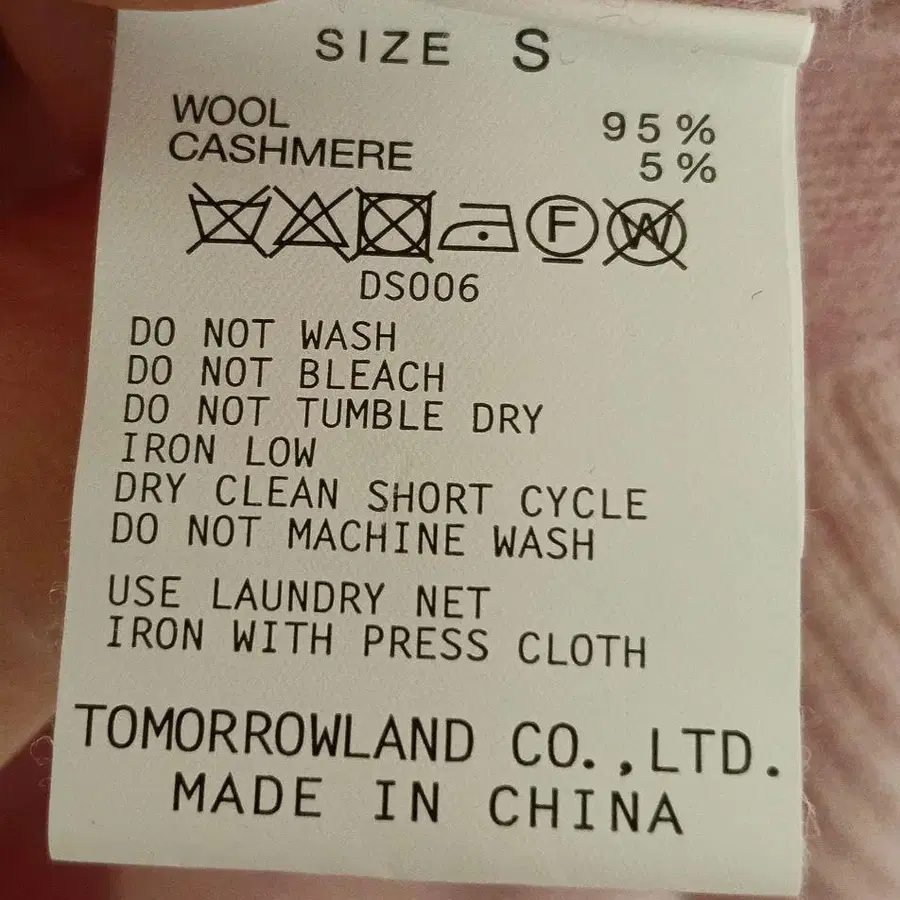 SIZE S
WOOL 95%
CASHMERE 5%
F W
DS006
DO NOT WASH
DO NOT BLEACH
DO NOT TUMBLE DRY
IRON LOW
DRY CLEAN SHORT CYCLE
DO NOT MACHINE WASH
USE LAUNDRY NET
IRON WITH PRESS CLOTH
TOMORROWLAND CO.,LTD.
MADE IN CHINA